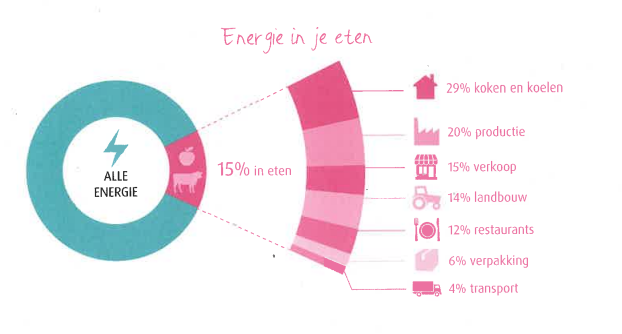 Energie in je eten
ALLE
ENERGIE
15% in eten
29% koken en koelen
20% productie
15% verkoop
14% landbouw
12% restaurants
6% verpakking
4% transport